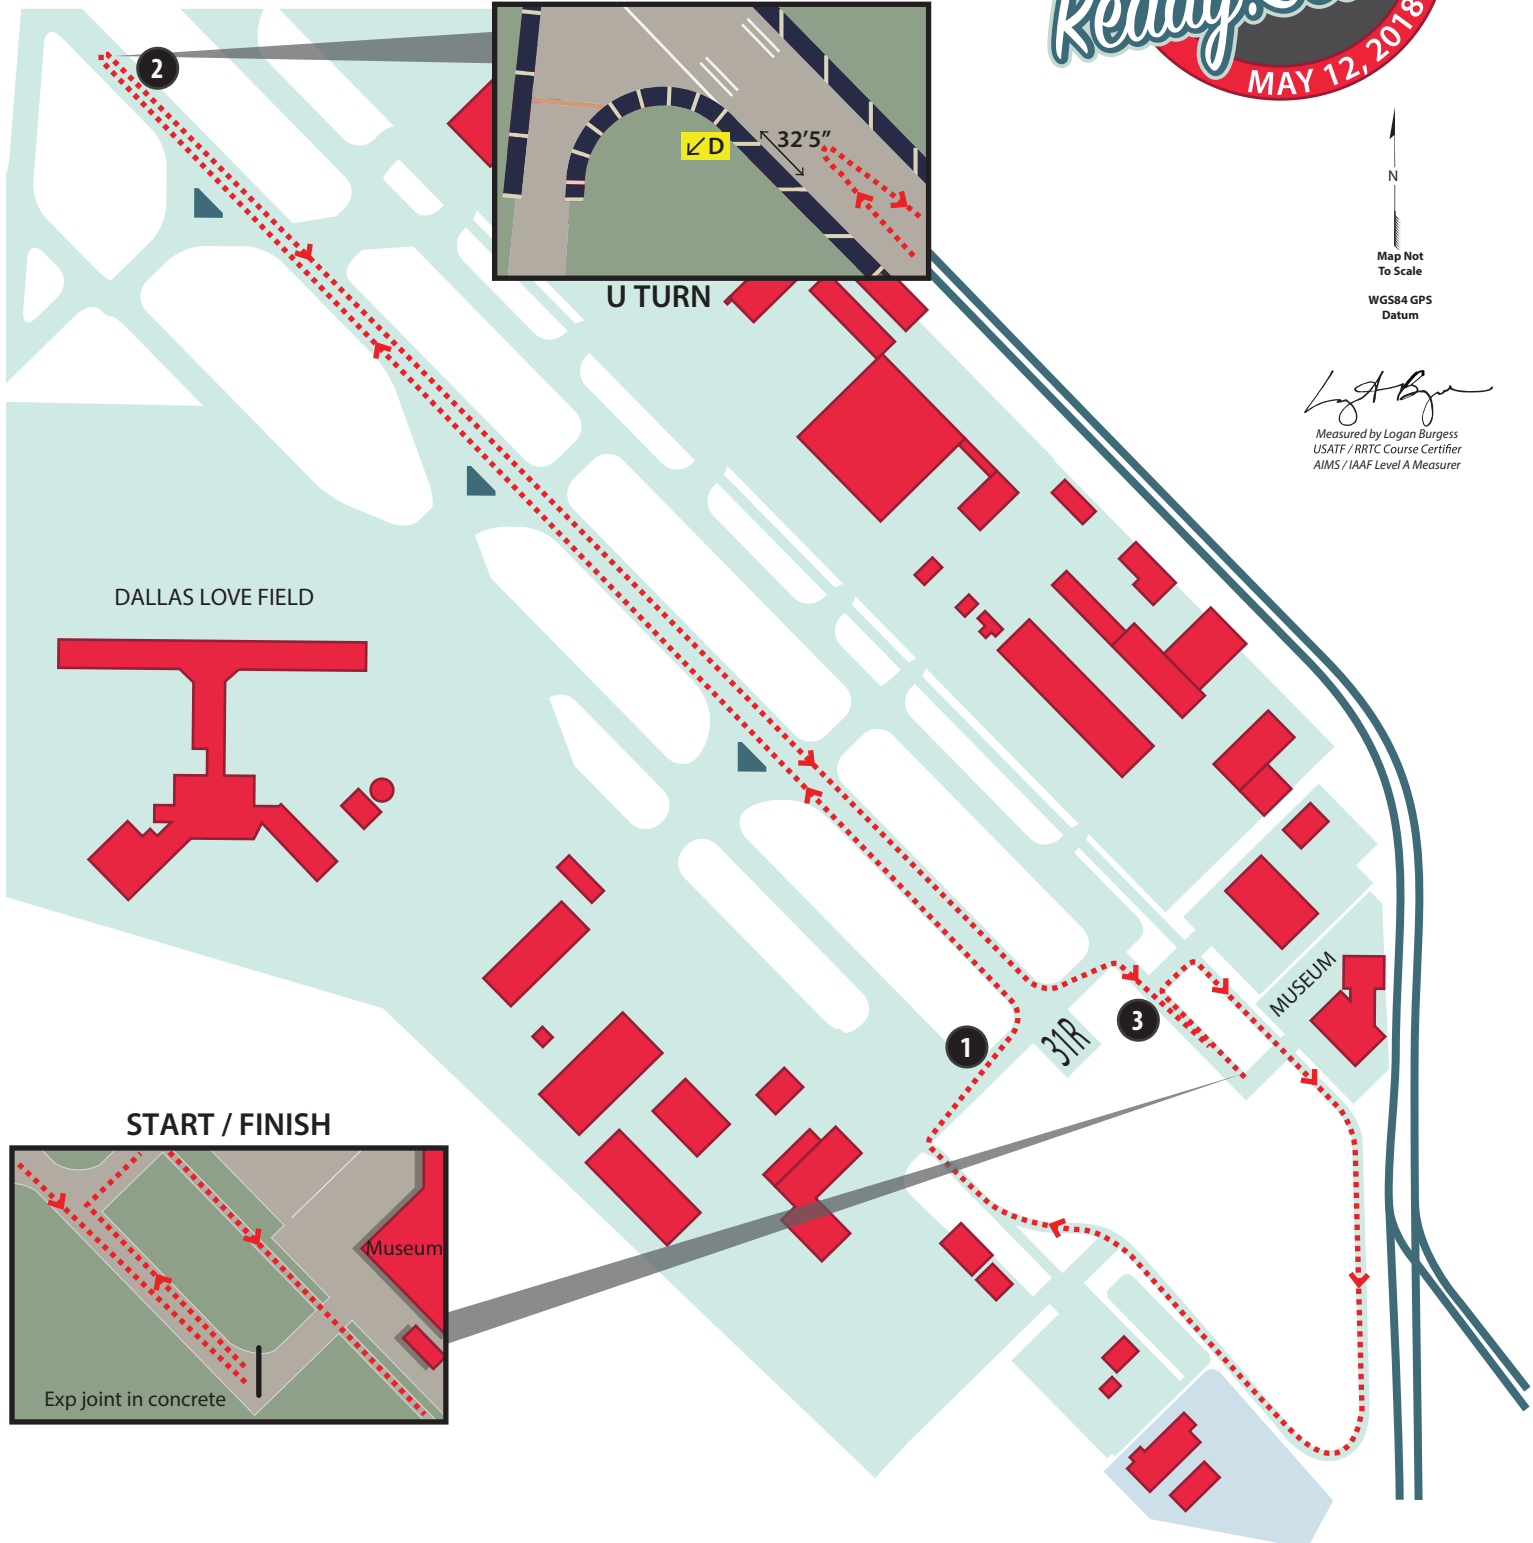 Ready.
MAY 12, 2018
2
D
32'5"
U TURN
N
Map Not
To Scale
WGS84 GPS
Datum
Measured by Logan Burgess
USATF / RRTC Course Certifier
AIMS / IAAF Level A Measurer
DALLAS LOVE FIELD
MUSEUM
3
31R
1
START / FINISH
Museum
Exp joint in concrete